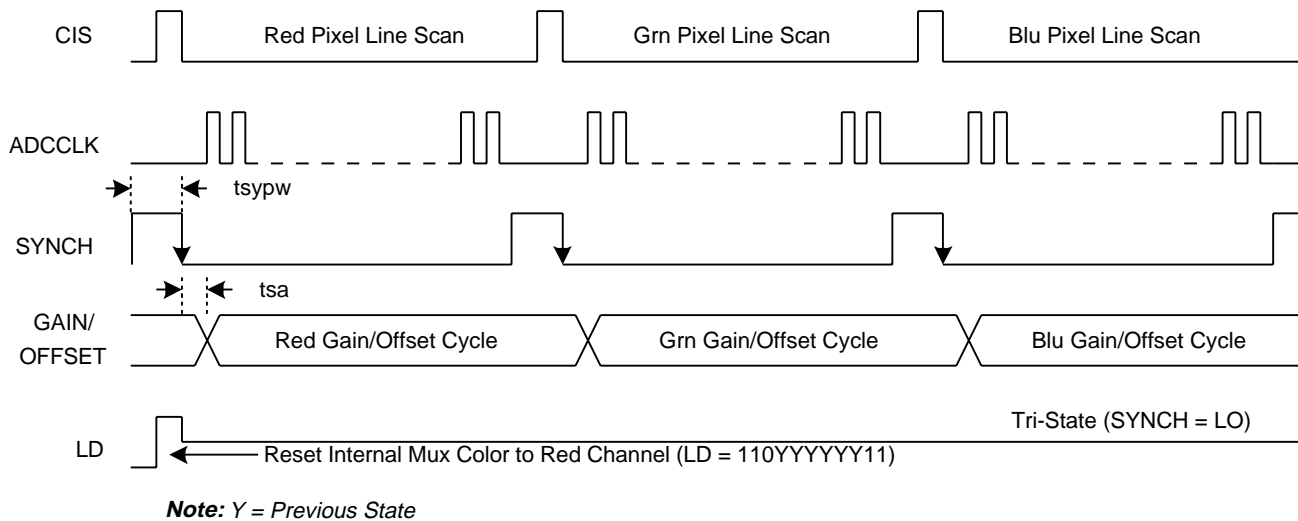 CIS
Red Pixel Line Scan
Grn Pixel Line Scan
Blu Pixel Line Scan
ADCCLK
tsypw
SYNCH
tsa
GAIN/
OFFSET
Red Gain/Offset Cycle
Grn Gain/Offset Cycle
Blu Gain/Offset Cycle
Tri-State (SYNCH = LO)
LD
Reset Internal Mux Color to Red Channel (LD = 110YYYYYY11)
Note: Y = Previous State